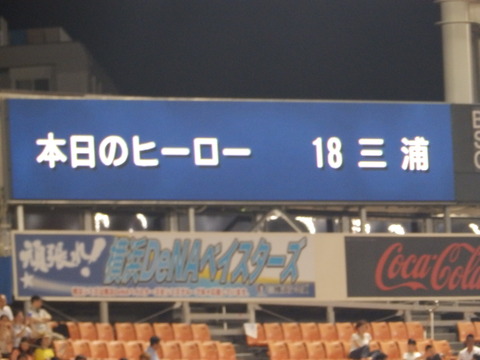 本日のヒーロー 18 三 浦
頑張れ!横浜DeNAベイスターズ
Coca-Cola